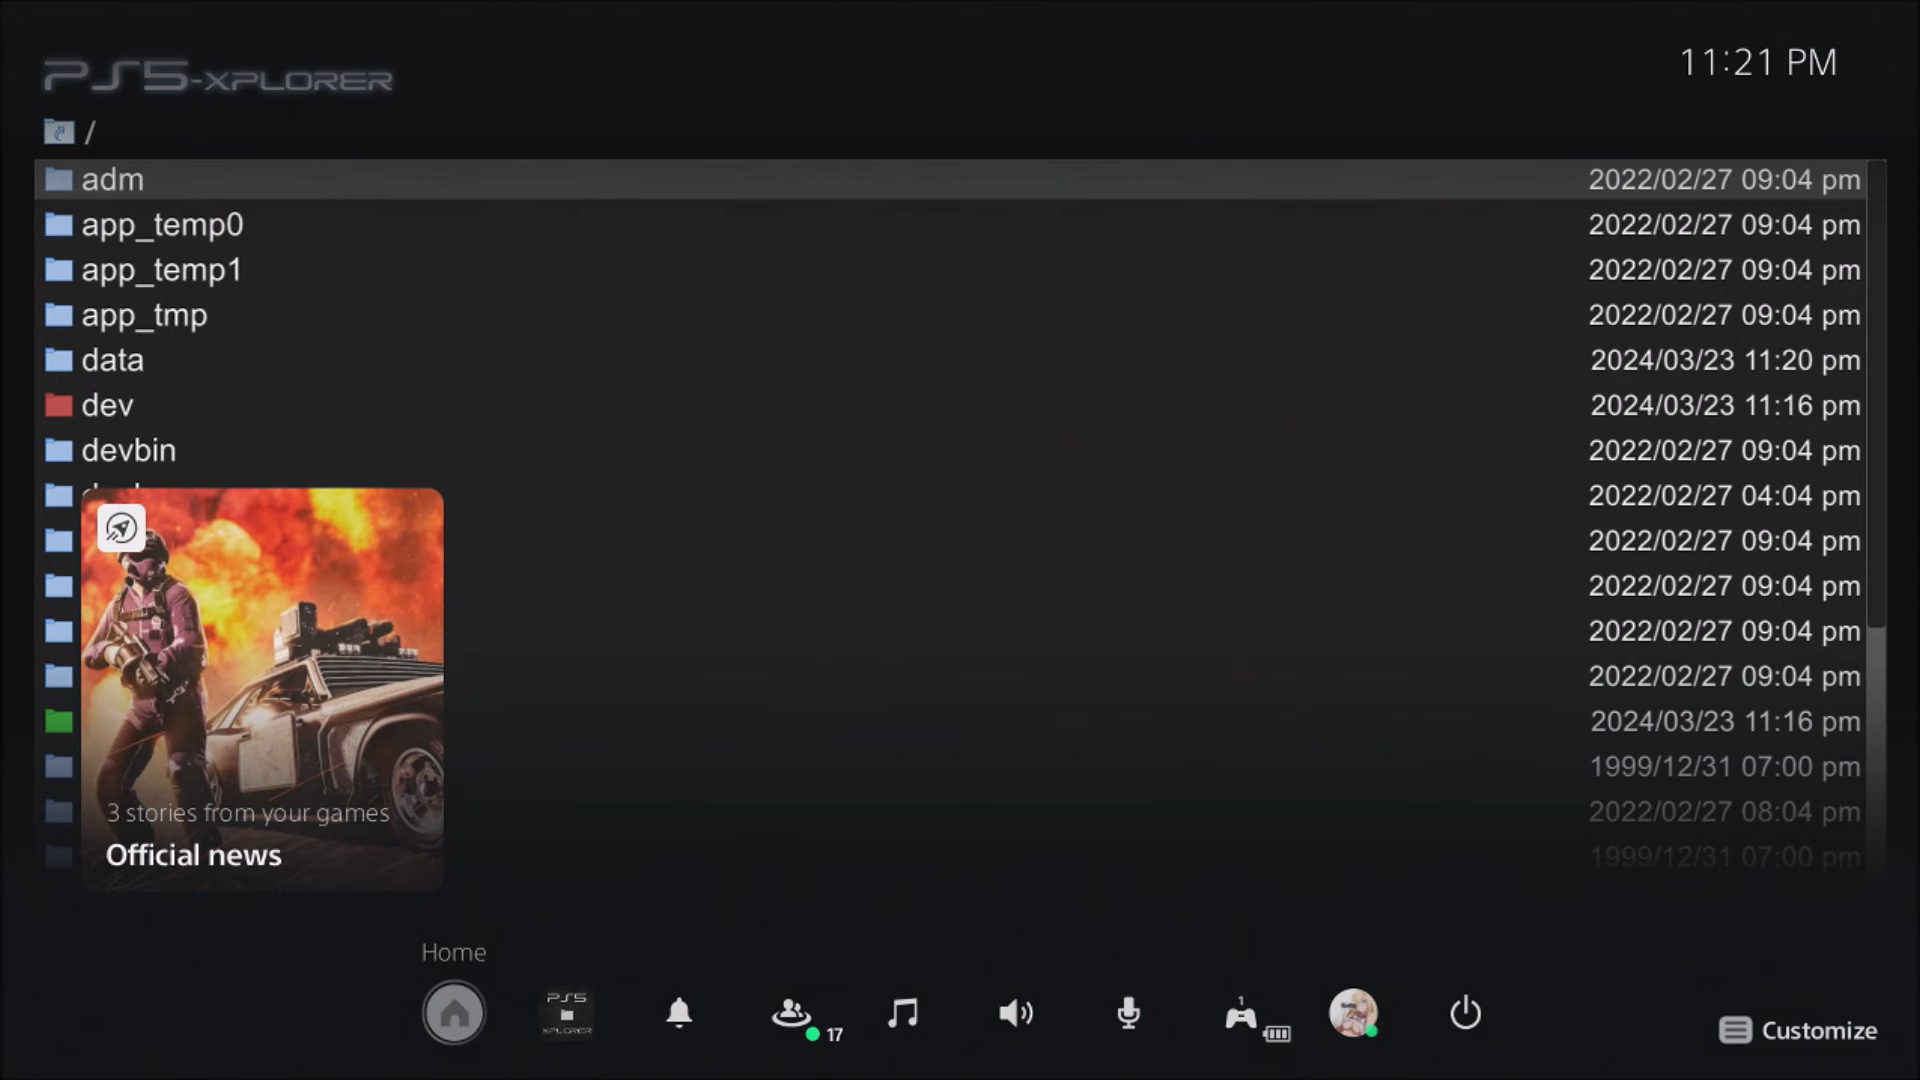 PS5-XPLORER
11:21 PM
/
adm 2022/02/27 09:04 pm
app_temp0 2022/02/27 09:04 pm
app_temp1 2022/02/27 09:04 pm
app_tmp 2022/02/27 09:04 pm
data 2024/03/23 11:20 pm
dev 2024/03/23 11:16 pm
devbin 2022/02/27 09:04 pm
2022/02/27 04:04 pm
2022/02/27 09:04 pm
2022/02/27 09:04 pm
2022/02/27 09:04 pm
2022/02/27 09:04 pm
2024/03/23 11:16 pm
1999/12/31 07:00 pm
2022/02/27 08:04 pm
1999/12/31 07:00 pm
3 stories from your games
Official news
Home
PS5
XPLORER
17
1
Customize